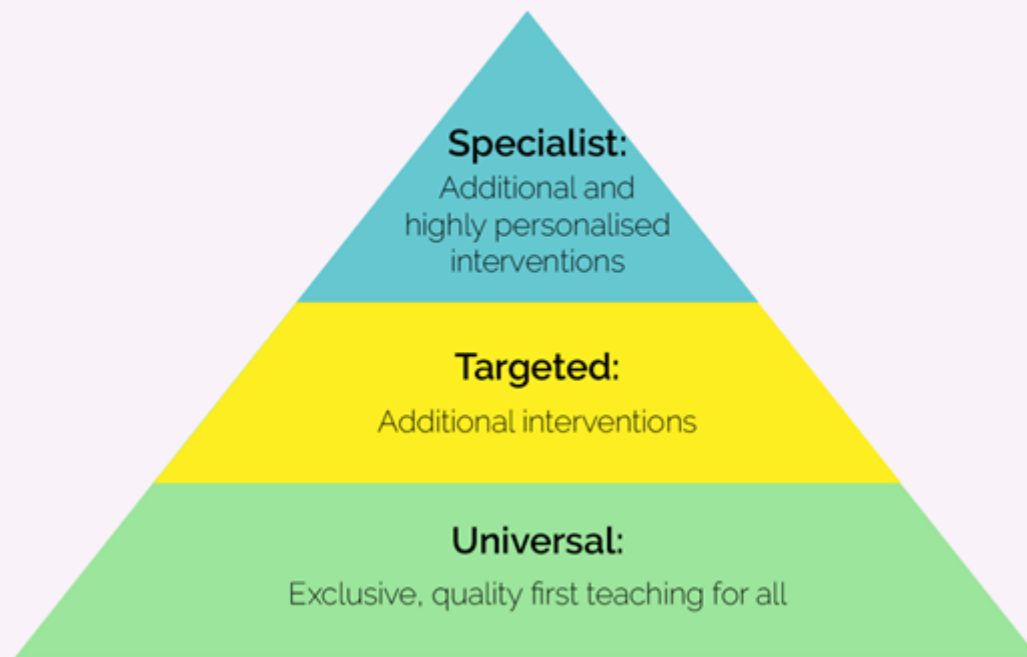 Specialist:
Additional and
highly personalised
interventions
Targeted:
Additional interventions
Universal:
Exclusive, quality first teaching for all